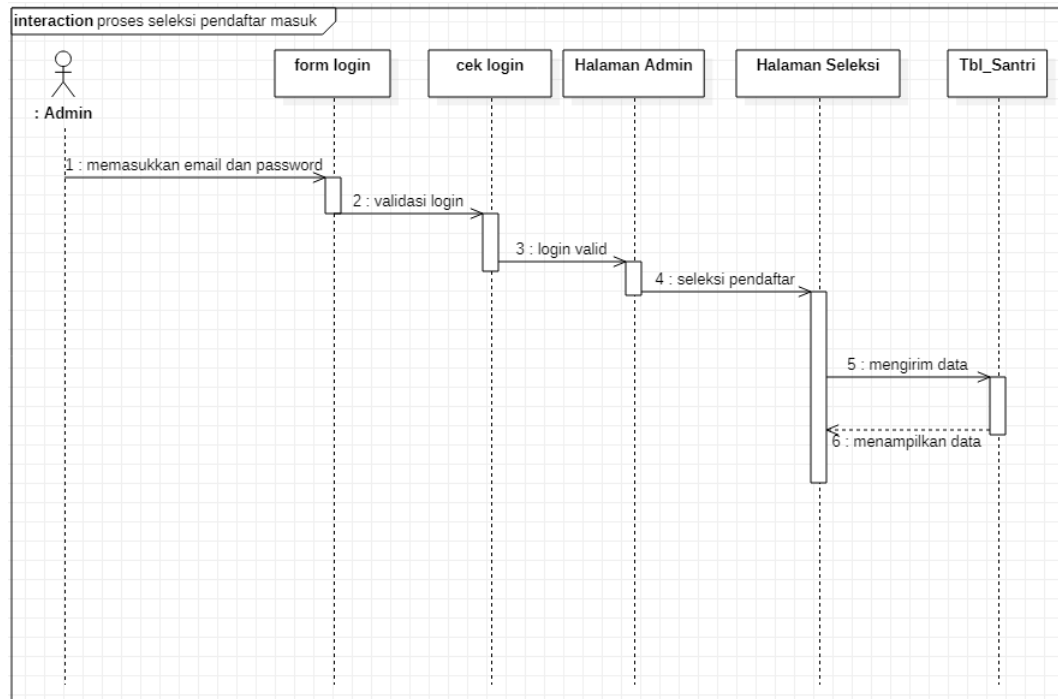 interaction proses seleksi pendaftar masuk
: Admin
form login
cek login
Halaman Admin
Halaman Seleksi
Tbl_Santri
1 : memasukkan email dan password
2 : validasi login
3 : login valid
4 : seleksi pendaftar
5 : mengirim data
6 : menampilkan data